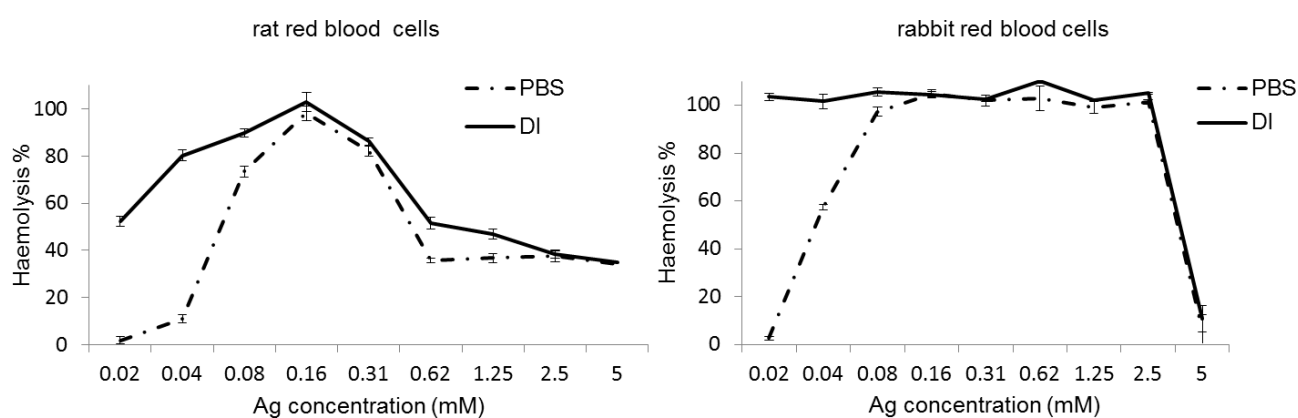 rat red blood cells
PBS
DI
Haemolysis %
100
80
60
40
20
0
0.02 0.04 0.08 0.16 0.31 0.62 1.25 2.5 5
Ag concentration (mM)
rabbit red blood cells
PBS
DI
Haemolysis %
100
80
60
40
20
0
0.02 0.04 0.08 0.16 0.31 0.62 1.25 2.5 5
Ag concentration (mM)